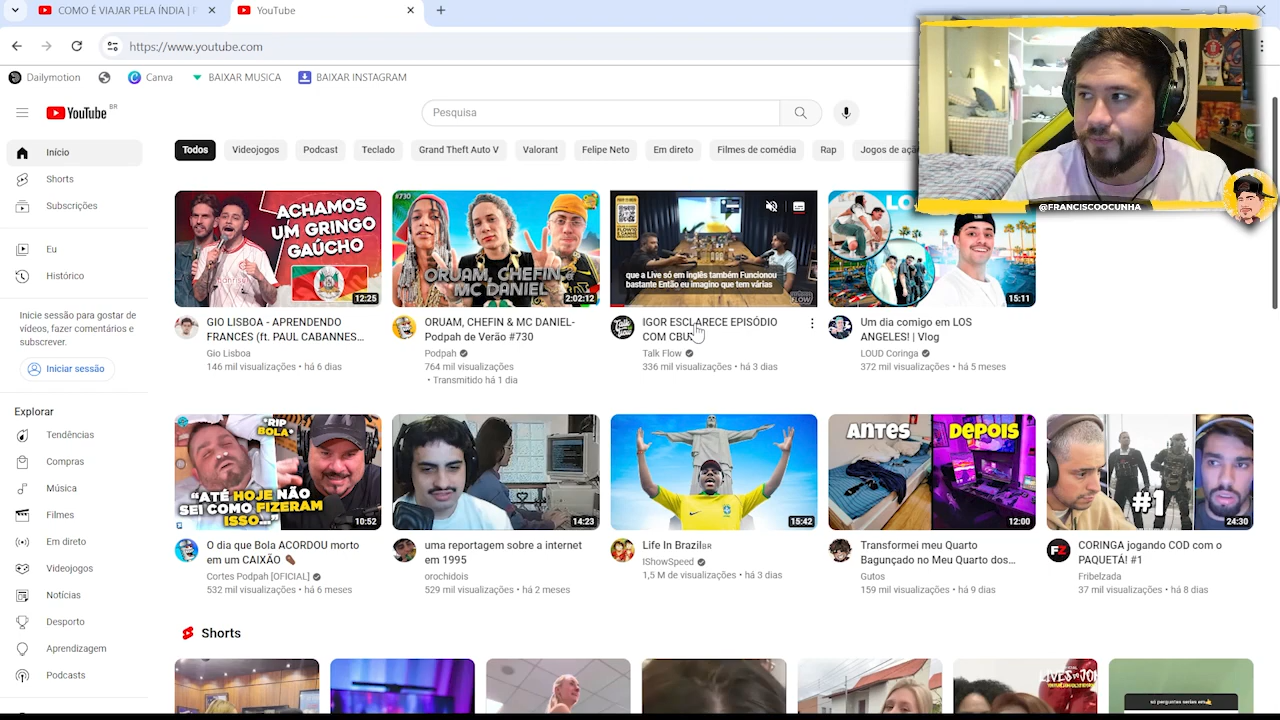 COMO É VIAJAR PELA ÍNDIA | F
YouTube
https://www.youtube.com
Dailymotion
Canva
BAIXAR MUSICA
BAIXAR INSTAGRAM
YouTube BR
Pesquisa
Início
Shorts
Subscrições
Eu
Histórico
Inicie sessão para gostar de
vídeos, fazer comentários e
subscrever.
Iniciar sessão
Explorar
Tendências
Compras
Música
Filmes
Em direto
Videojogos
Notícias
Desporto
Aprendizagem
Podcasts
Todos
Videojogos
Podcast
Teclado
Grand Theft Auto V
Valorant
Felipe Neto
Em direto
Filmes de comédia
Rap
Jogos de açã
@FRANCISCOOCUNHA
ACHAMOS
UM GRINGO
GAÚCHO
12:25
GIO LISBOA - APRENDENDO
FRANCES (ft. PAUL CABANNES...
Gio Lisboa
146 mil visualizações • há 6 dias
#730
ORUAM, CHEFIN &
MC DANIEL
2:02:12
ORUAM, CHEFIN & MC DANIEL-
Podpah de Verão #730
Podpah
764 mil visualizações
• Transmitido há 1 dia
que a Live só em inglês também Funcionou
bastante Então eu imagino que tem várias
FLOW
IGOR ESCLARECE EPISÓDIO
Talk Flow
336 mil visualizações • há 3 dias
15:11
Um dia comigo em LOS
ANGELES! | Vlog
LOUD Coringa
372 mil visualizações • há 5 meses
"RIP
BOLA"
"ATÉ HOJE NÃO
SEI COMO FIZERAM
ISSO..."
10:52
O dia que Bola ACORDOU morto
em um CAIXÃO
Cortes Podpah [OFICIAL]
532 mil visualizações • há 6 meses
14:23
uma reportagem sobre a internet
em 1995
orochidois
529 mil visualizações • há 2 meses
15:42
Life In Brazil BR
IShowSpeed
1,5 M de visualizações • há 3 dias
ANTES
DEPOIS
12:00
Transformei meu Quarto
Bagunçado no Meu Quarto dos...
Gutos
159 mil visualizações • há 9 dias
#1
24:30
FZ
CORINGA jogando COD com o
PAQUETÁ! #1
Fribelzada
37 mil visualizações • há 8 dias
Shorts
LIVES DO JON
só perguntas serias em